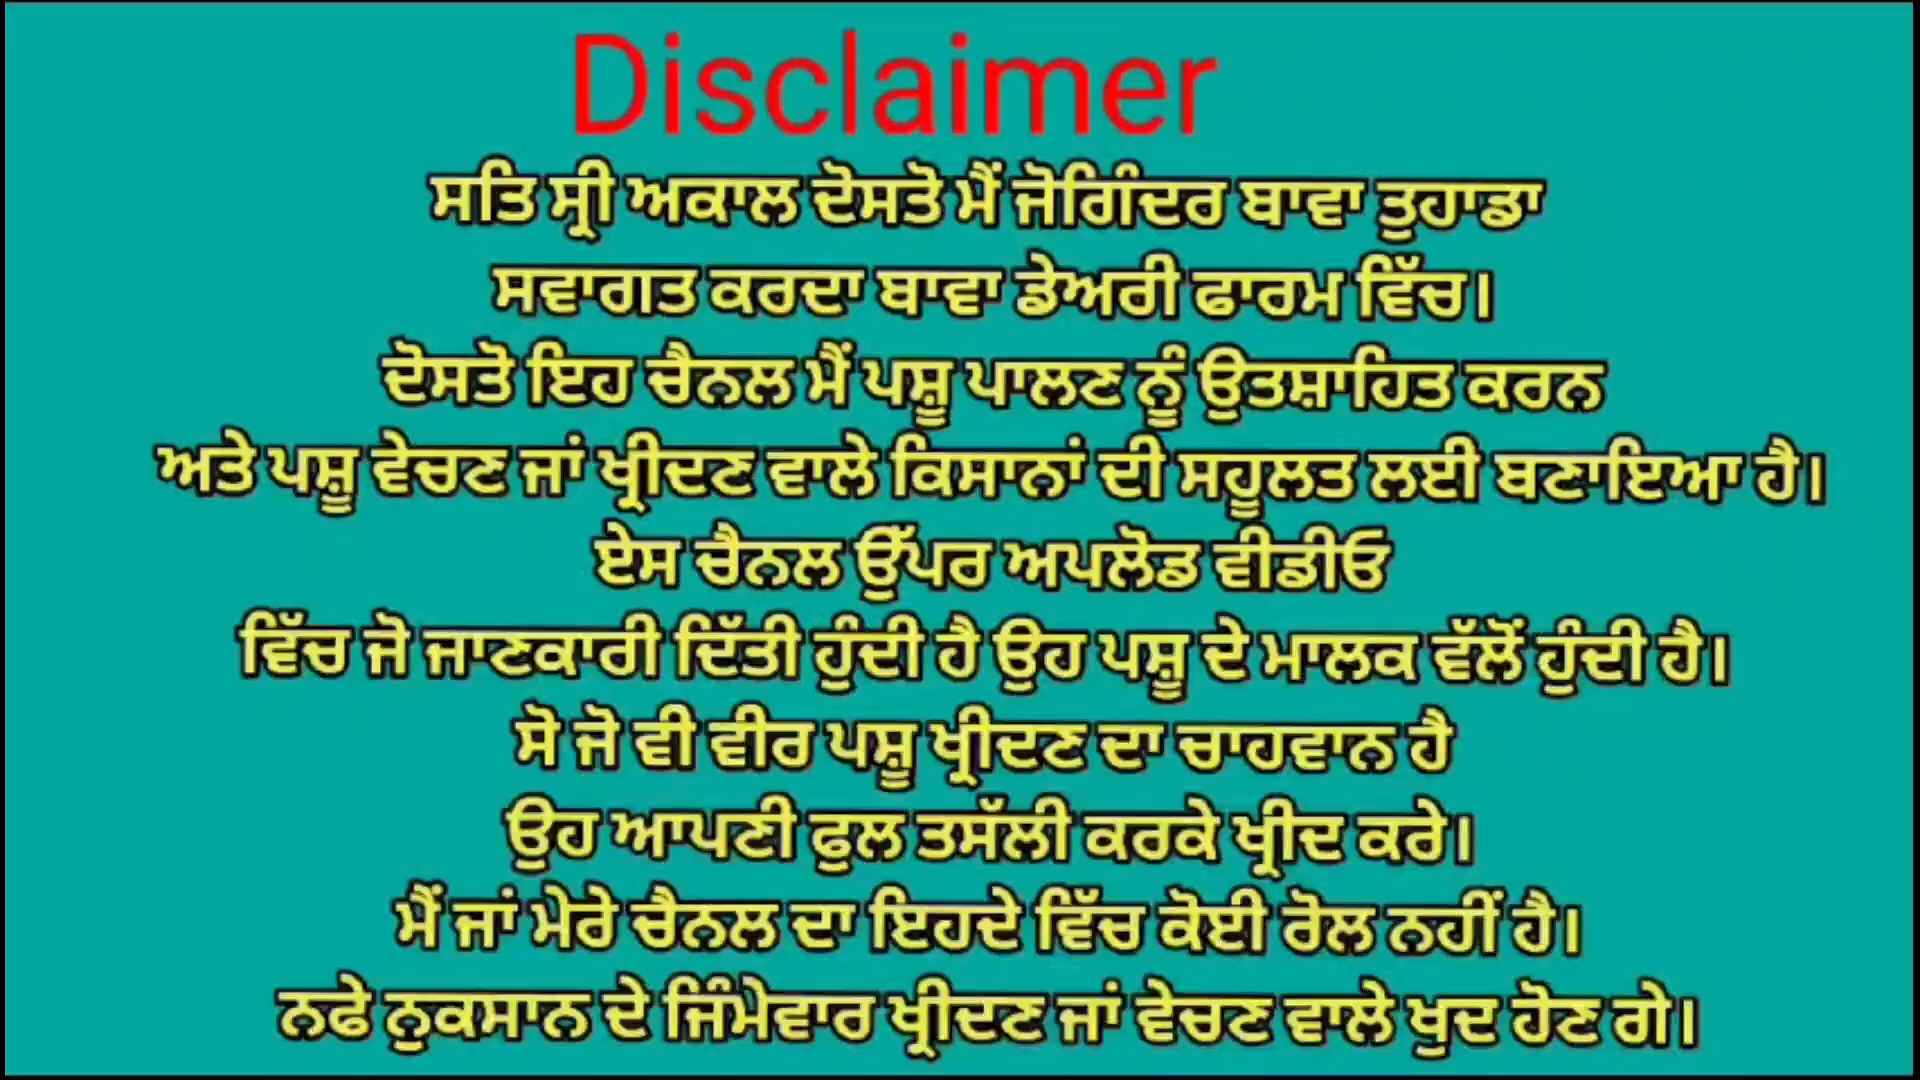 Disclaimer
ਸਤਿ ਸ੍ਰੀ ਅਕਾਲ ਦੋਸਤੋ ਮੈਂ ਜੋਗਿੰਦਰ ਬਾਵਾ ਤੁਹਾਡਾ
ਸਵਾਗਤ ਕਰਦਾ ਬਾਵਾ ਡੇਅਰੀ ਫਾਰਮ ਵਿੱਚ।
ਦੋਸਤੋ ਇਹ ਚੈਨਲ ਮੈਂ ਪਸ਼ੂ ਪਾਲਣ ਨੂੰ ਉਤਸ਼ਾਹਿਤ ਕਰਨ
ਅਤੇ ਪਸ਼ੂ ਵੇਚਣ ਜਾਂ ਖ੍ਰੀਦਣ ਵਾਲੇ ਕਿਸਾਨਾਂ ਦੀ ਸਹੂਲਤ ਲਈ ਬਣਾਇਆ ਹੈ।
ਏਸ ਚੈਨਲ ਉੱਪਰ ਅਪਲੋਡ ਵੀਡੀਓ
ਵਿੱਚ ਜੋ ਜਾਣਕਾਰੀ ਦਿੱਤੀ ਹੁੰਦੀ ਹੈ ਉਹ ਪਸ਼ੂ ਦੇ ਮਾਲਕ ਵੱਲੋਂ ਹੁੰਦੀ ਹੈ।
ਸੋ ਜੋ ਵੀ ਵੀਰ ਪਸ਼ੂ ਖ੍ਰੀਦਣ ਦਾ ਚਾਹਵਾਨ ਹੈ
ਉਹ ਆਪਣੀ ਫੁਲ ਤਸੱਲੀ ਕਰਕੇ ਖ੍ਰੀਦ ਕਰੇ।
ਮੈਂ ਜਾਂ ਮੇਰੇ ਚੈਨਲ ਦਾ ਇਹਦੇ ਵਿੱਚ ਕੋਈ ਰੋਲ ਨਹੀਂ ਹੈ।
ਨਫੇ ਨੁਕਸਾਨ ਦੇ ਜਿੰਮੇਵਾਰ ਖ੍ਰੀਦਣ ਜਾਂ ਵੇਚਣ ਵਾਲੇ ਖੁਦ ਹੋਣ ਗੇ।